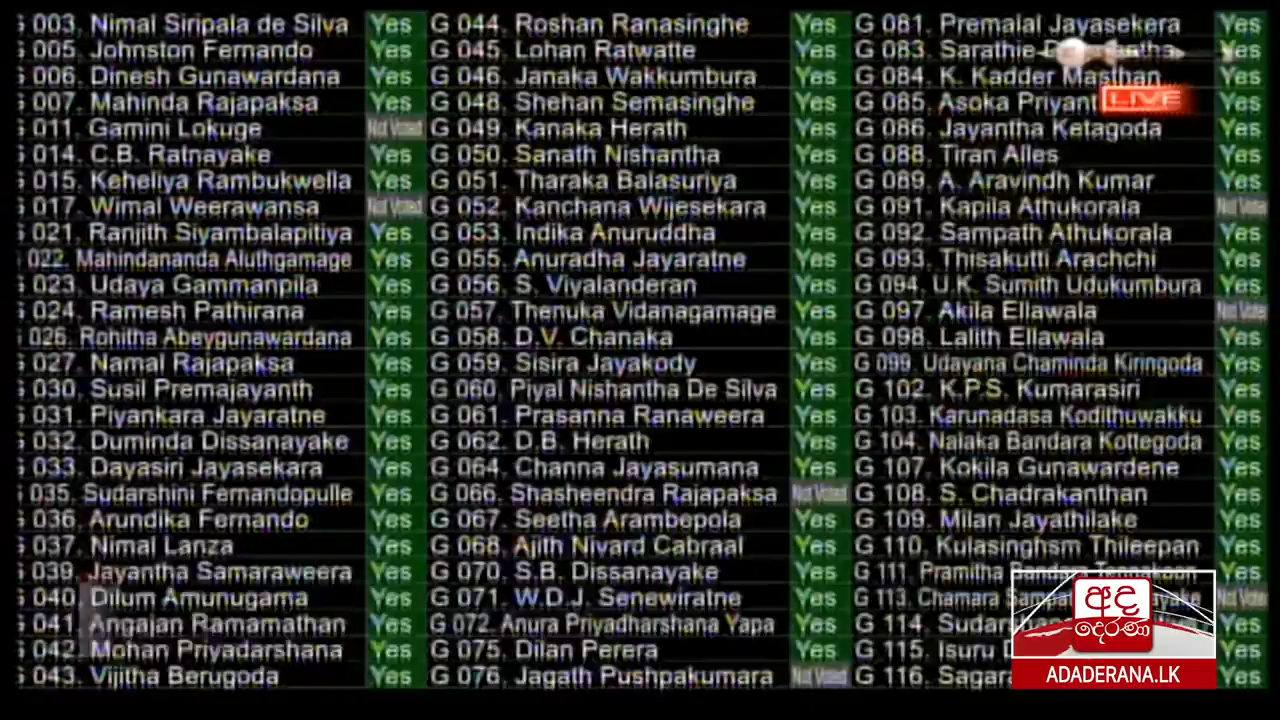 G 003. Nimal Siripala de Silva Yes G 044. Roshan Ranasinghe Yes G 081. Premalal Jayasekera Yes
G 005. Johnston Fernando Yes G 045. Lohan Ratwatte Yes G 083. Sarathie Yes
G 006. Dinesh Gunawardana Yes G 046. Janaka Wakkumbura Yes G 084. K. Kadder Masthan Yes
G 007. Mahinda Rajapaksa Yes G 048. Shehan Semasinghe Yes G 085. Asoka Priyant Yes
LIVE
G 011. Gamini Lokuge Not Voted G 049. Kanaka Herath Yes G 086. Jayantha Ketagoda Yes
G 014. C.B. Ratnayake Yes G 050. Sanath Nishantha Yes G 088. Tiran Alles Yes
G 015. Keheliya Rambukwella Yes G 051. Tharaka Balasuriya Yes G 089. A. Aravindh Kumar Yes
G 017. Wimal Weerawansa Not Voted G 052. Kanchana Wijesekara Yes G 091. Kapila Athukorala Not Vote
G 021. Ranjith Siyambalapitiya Yes G 053. Indika Anuruddha Yes G 092. Sampath Athukorala Yes
022. Mahindananda Aluthgamage Yes G 055. Anuradha Jayaratne Yes G 093. Thisakutti Arachchi Yes
G 023. Udaya Gammanpila Yes G 056. S. Viyalanderan Yes G 094. U.K. Sumith Udukumbura Yes
G 024. Ramesh Pathirana Yes G 057. Thenuka Vidanagamage Yes G 097. Akila Ellawala Not Vote
026. Rohitha Abeygunawardana Yes G 058. D.V. Chanaka Yes G 098. Lalith Ellawala Yes
G 027. Namal Rajapaksa Yes G 059. Sisira Jayakody Yes G 099. Udayana Chaminda Kiringoda Yes
G 030. Susil Premajayanth Yes G 060. Piyal Nishantha De Silva Yes G 102. K.P.S. Kumarasiri Yes
G 031. Piyankara Jayaratne Yes G 061. Prasanna Ranaweera Yes G 103. Karunadasa Kodithuwakku Yes
G 032. Duminda Dissanayake Yes G 062. D.B. Herath Yes G 104. Nalaka Bandara Kottegoda Yes
G 033. Dayasiri Jayasekara Yes G 064. Channa Jayasumana Yes G 107. Kokila Gunawardene Yes
G 035. Sudarshini Fernandopulle Yes G 066. Shasheendra Rajapaksa Not Voted G 108. S. Chadrakanthan Yes
G 036. Arundika Fernando Yes G 067. Seetha Arambepola Yes G 109. Milan Jayathilake Yes
G 037. Nimal Lanza Yes G 068. Ajith Nivard Cabraal Yes G 110. Kulasinghsm Thileepan Yes
G 039. Jayantha Samaraweera Yes G 070. S.B. Dissanayake Yes G 111. Pramitha Bandara Tennakoon Yes
G 040. Dilum Amunugama Yes G 071. W.D.J. Senewiratne Yes G 113. Chamara Not Vote
G 041. Angajan Ramamathan Yes G 072. Anura Priyadharshana Yapa Yes G 114. Yes
G 042. Mohan Priyadarshana Yes G 075. Dilan Perera Yes G 115. Isuru Yes
G 043. Vijitha Berugoda Yes G 076. Jagath Pushpakumara Not Voted G 116. Sagara Yes
අද
දෙරණ
ADADERANA.LK